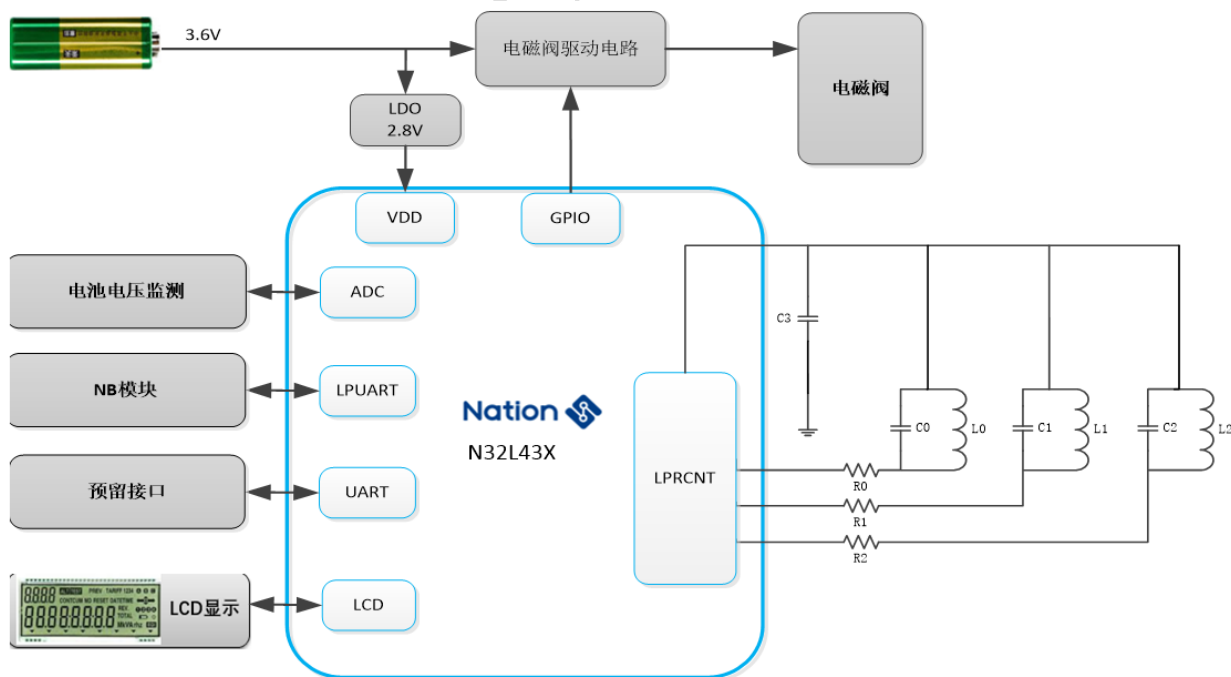 3.6V
电磁阀驱动电路
电磁阀
LDO
2.8V
VDD
GPIO
电池电压监测
ADC
C3
NB模块
LPUART
Nation
N32L43X
C0
L0
C1
L1
C2
L2
LPRCNT
R0
预留接口
UART
R1
R2
LCD显示
LCD